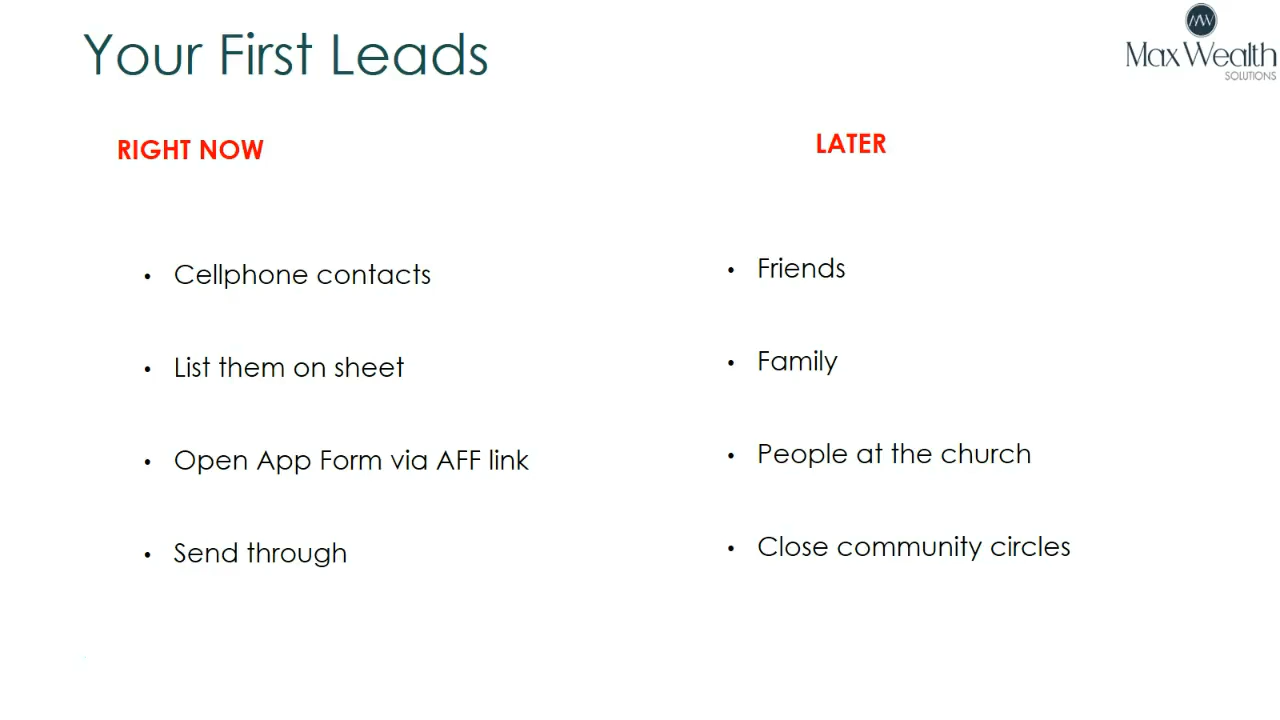 Your First Leads
Max Wealth
SOLUTIONS
RIGHT NOW
• Cellphone contacts
• List them on sheet
• Open App Form via AFF link
• Send through
LATER
• Friends
• Family
• People at the church
• Close community circles